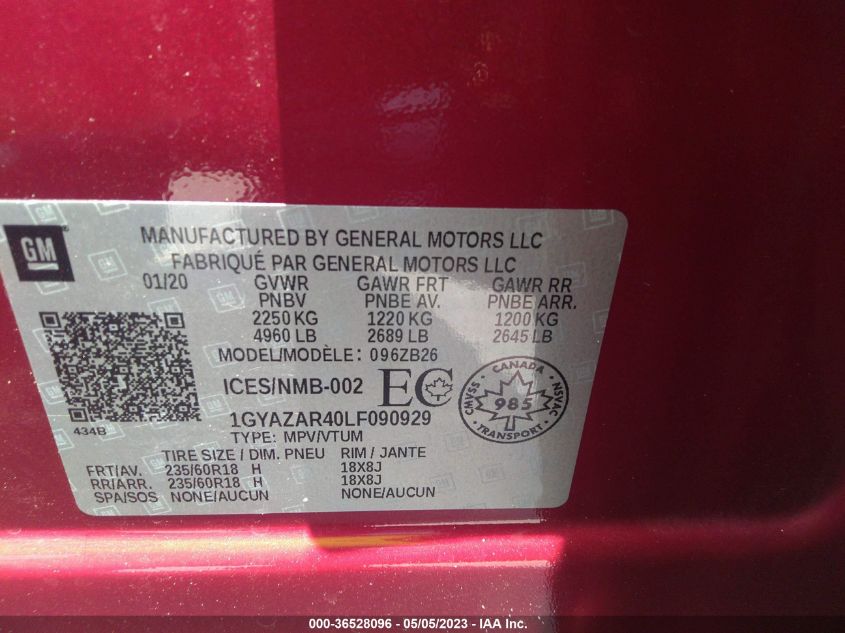 GM
MANUFACTURED BY GENERAL MOTORS LLC
FABRIQUÉ PAR GENERAL MOTORS LLC
01/20 GVWR GAWR FRT GAWR RR
PNBV PNBE AV. PNBE ARR.
2250 KG 1220 KG 1200 KG
4960 LB 2689 LB 2645 LB
MODEL/MODÈLE: 096ZB26
ICES/NMB-002 EC
CANADA
CMVSS 985 NSVAC
TRANSPORT
434B
1GYAZAR40LF090929
TYPE: MPV/VTUM
TIRE SIZE / DIM. PNEU RIM / JANTE
FRT/AV. 235/60R18 H 18X8J
RR/ARR. 235/60R18 H 18X8J
SPA/SOS NONE/AUCUN NONE/AUCUN
000-36528096 - 05/05/2023 - IAA Inc.